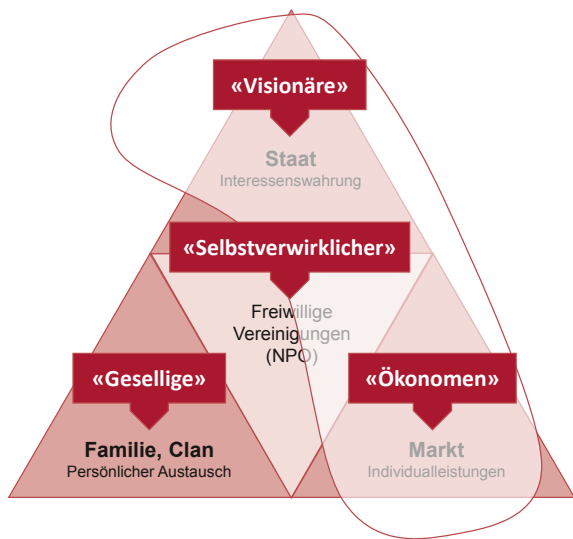 «Visionäre»
Staat
Interessenswahrung
«Selbstverwirklicher»
Freiwillige
Vereinigungen
(NPO)
«Gesellige»
«Ökonomen»
Familie, Clan
Persönlicher Austausch
Markt
Individualleistungen